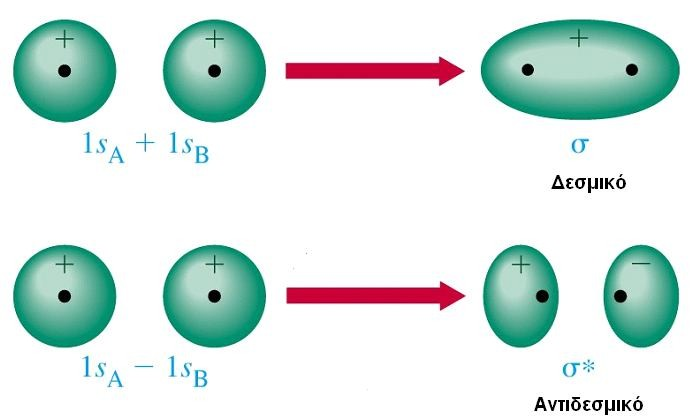 + + +
1sA + 1sB σ
Δεσμικό
+ + + −
1sA − 1sB σ*
Αντιδεσμικό